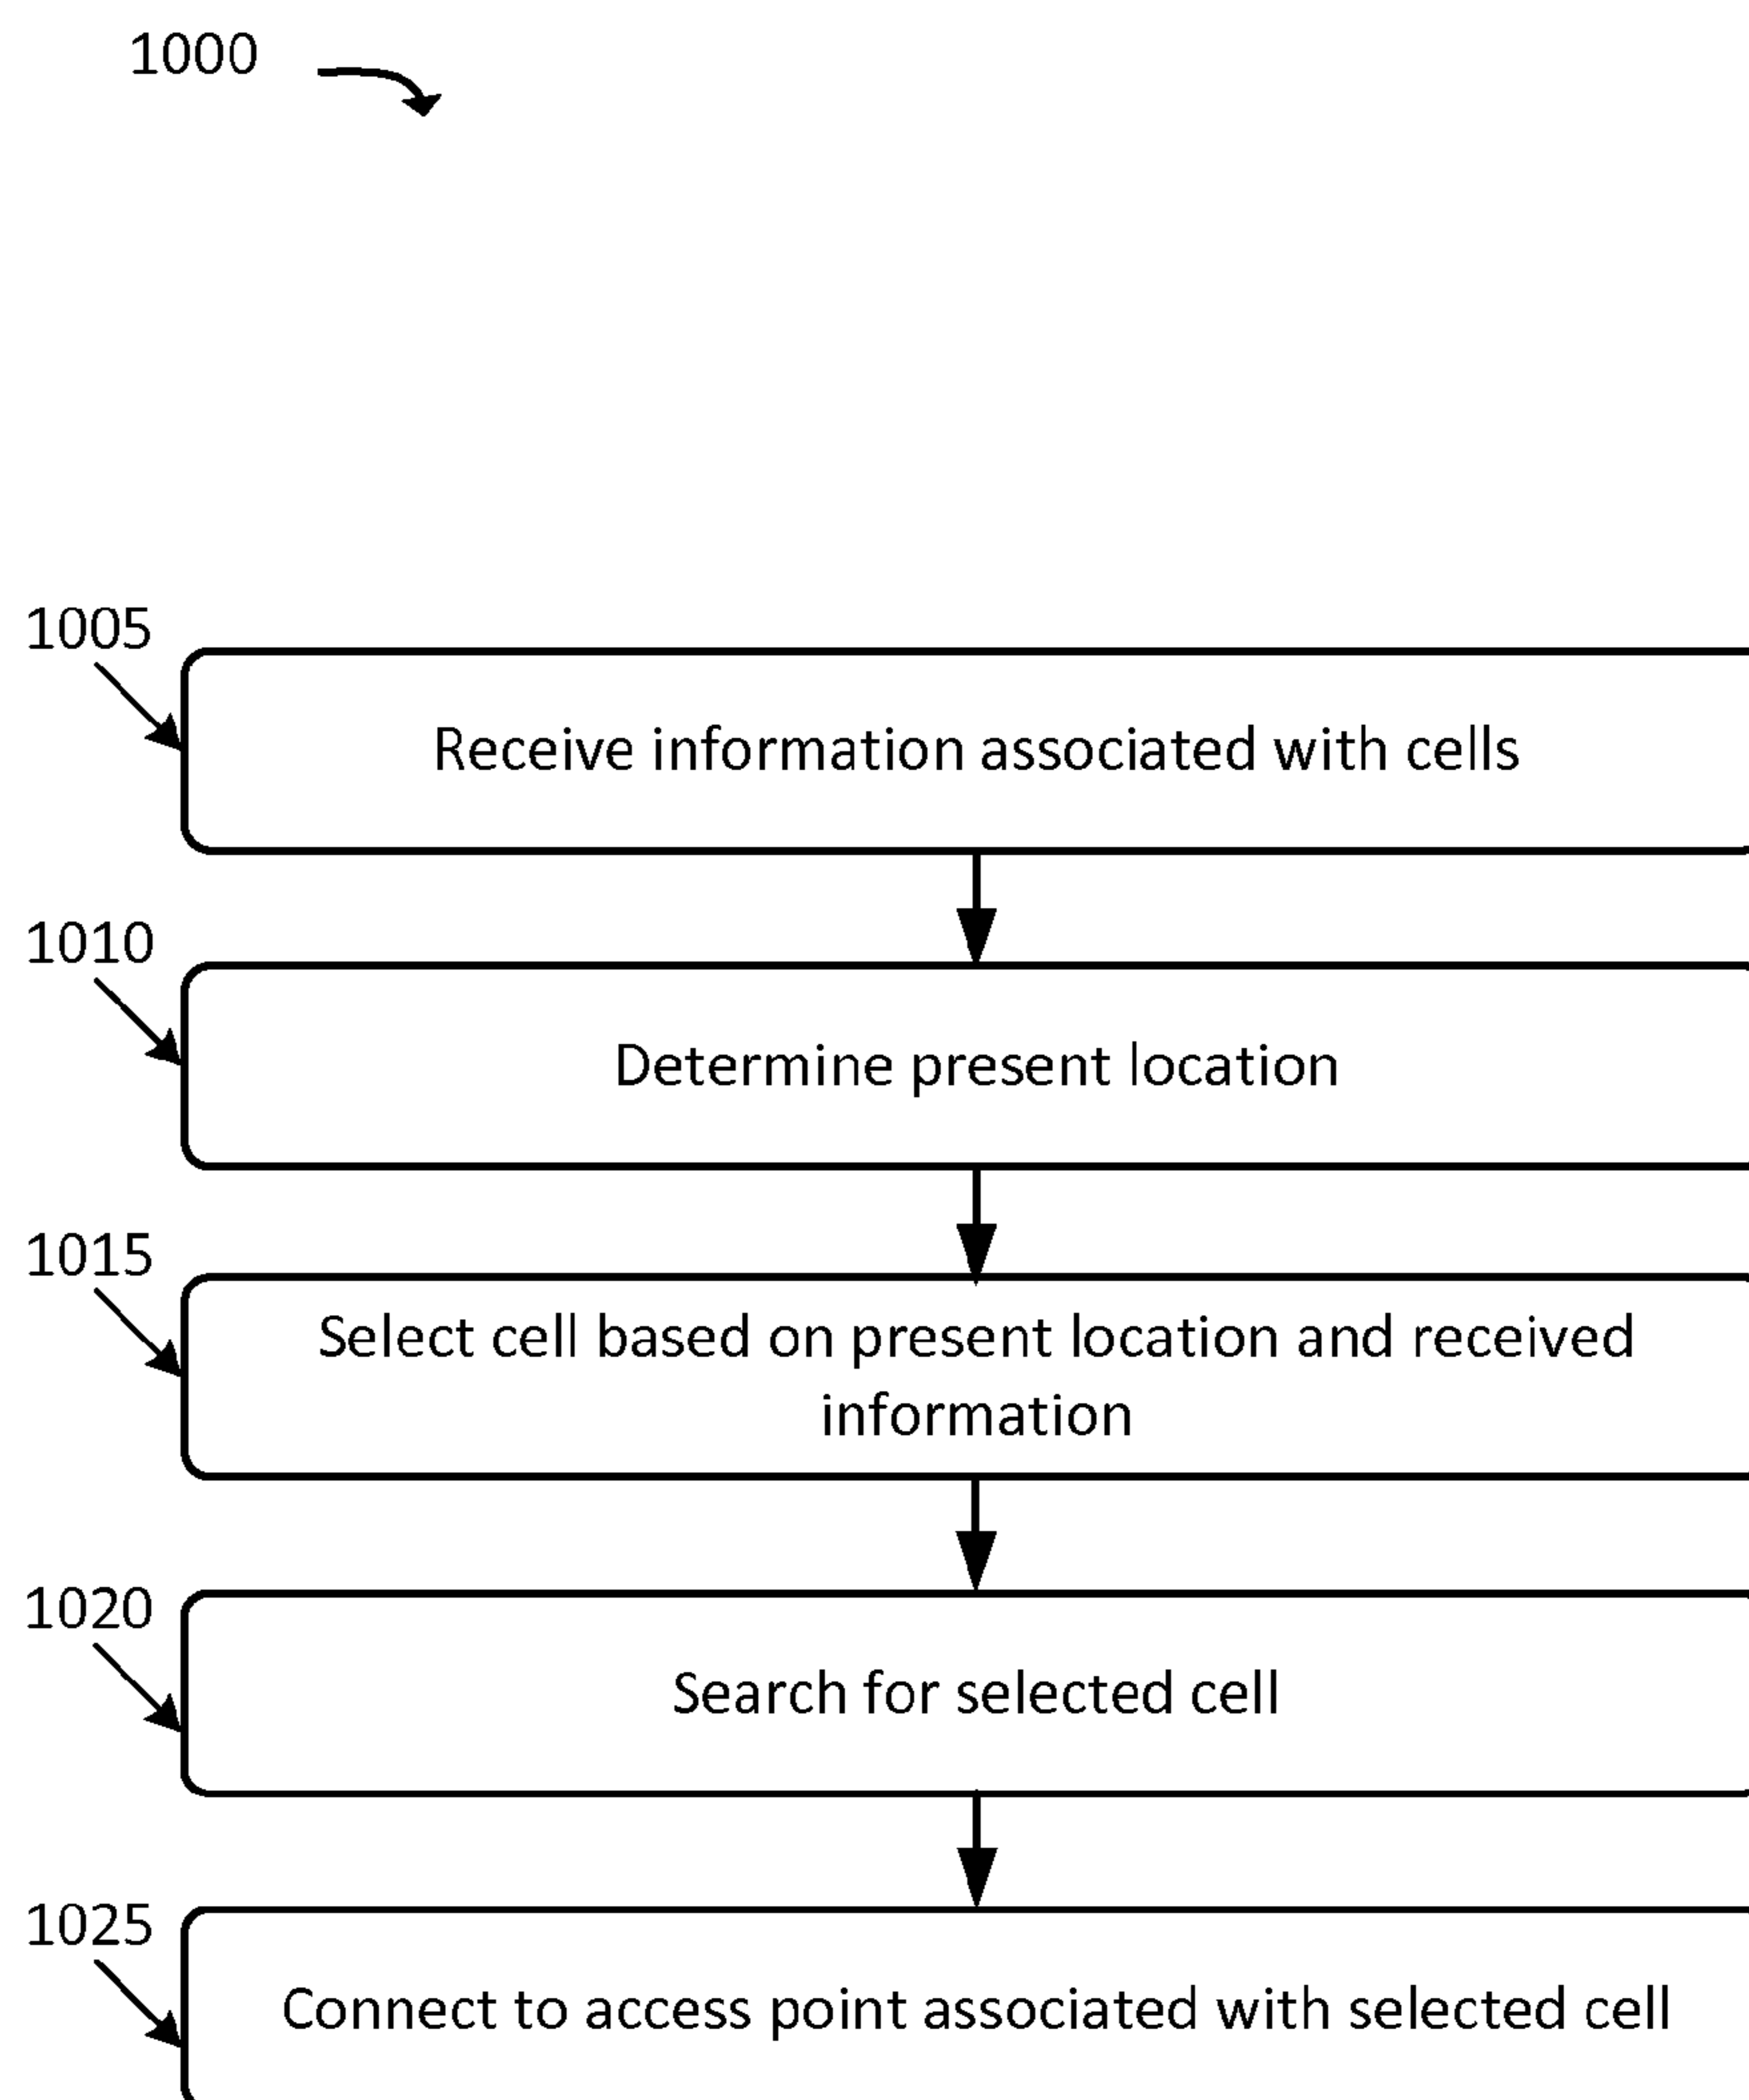 1000
1005
Receive information associated with cells
1010
Determine present location
1015
Select cell based on present location and received
information
1020
Search for selected cell
1025
Connect to access point associated with selected cell